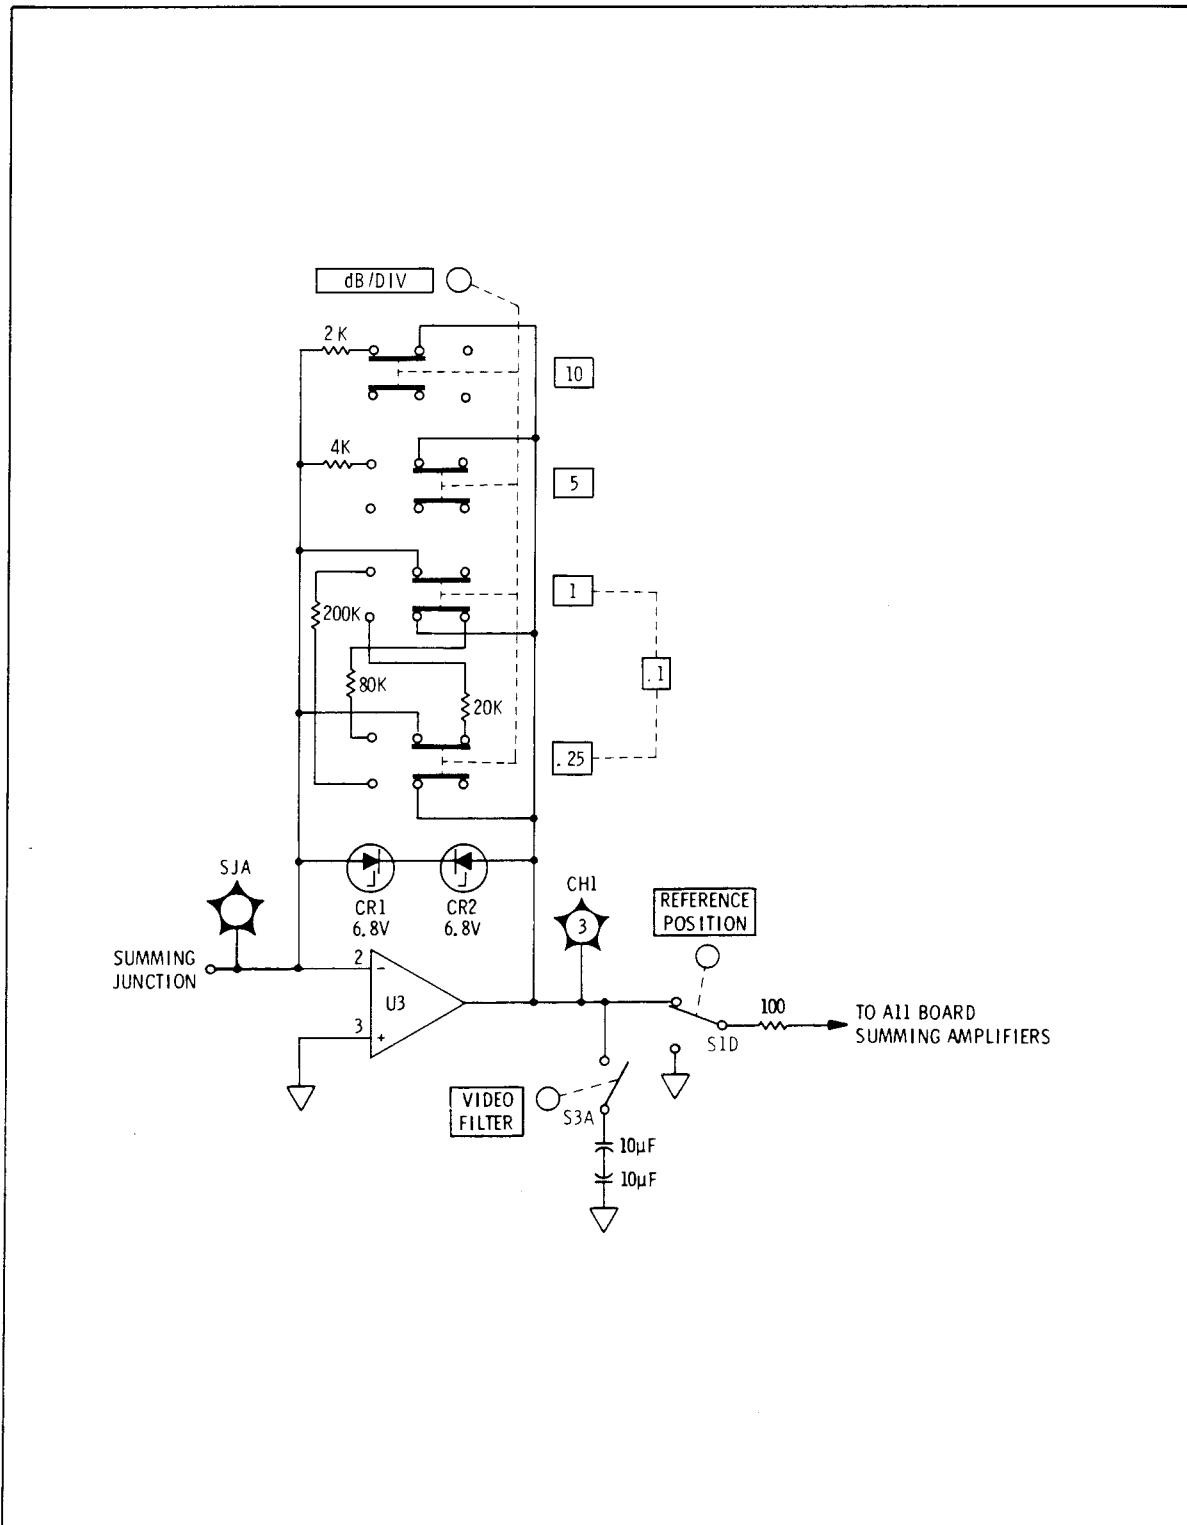 dB/DIV
2K
10
4K
5
1
200K
.1
80K
20K
.25
SJA
CR1
6.8V
CR2
6.8V
CH1
3
REFERENCE
POSITION
SUMMING
JUNCTION
2
-
U3
3
+
100
TO A11 BOARD
SUMMING AMPLIFIERS
S1D
VIDEO
FILTER
S3A
10µF
10µF